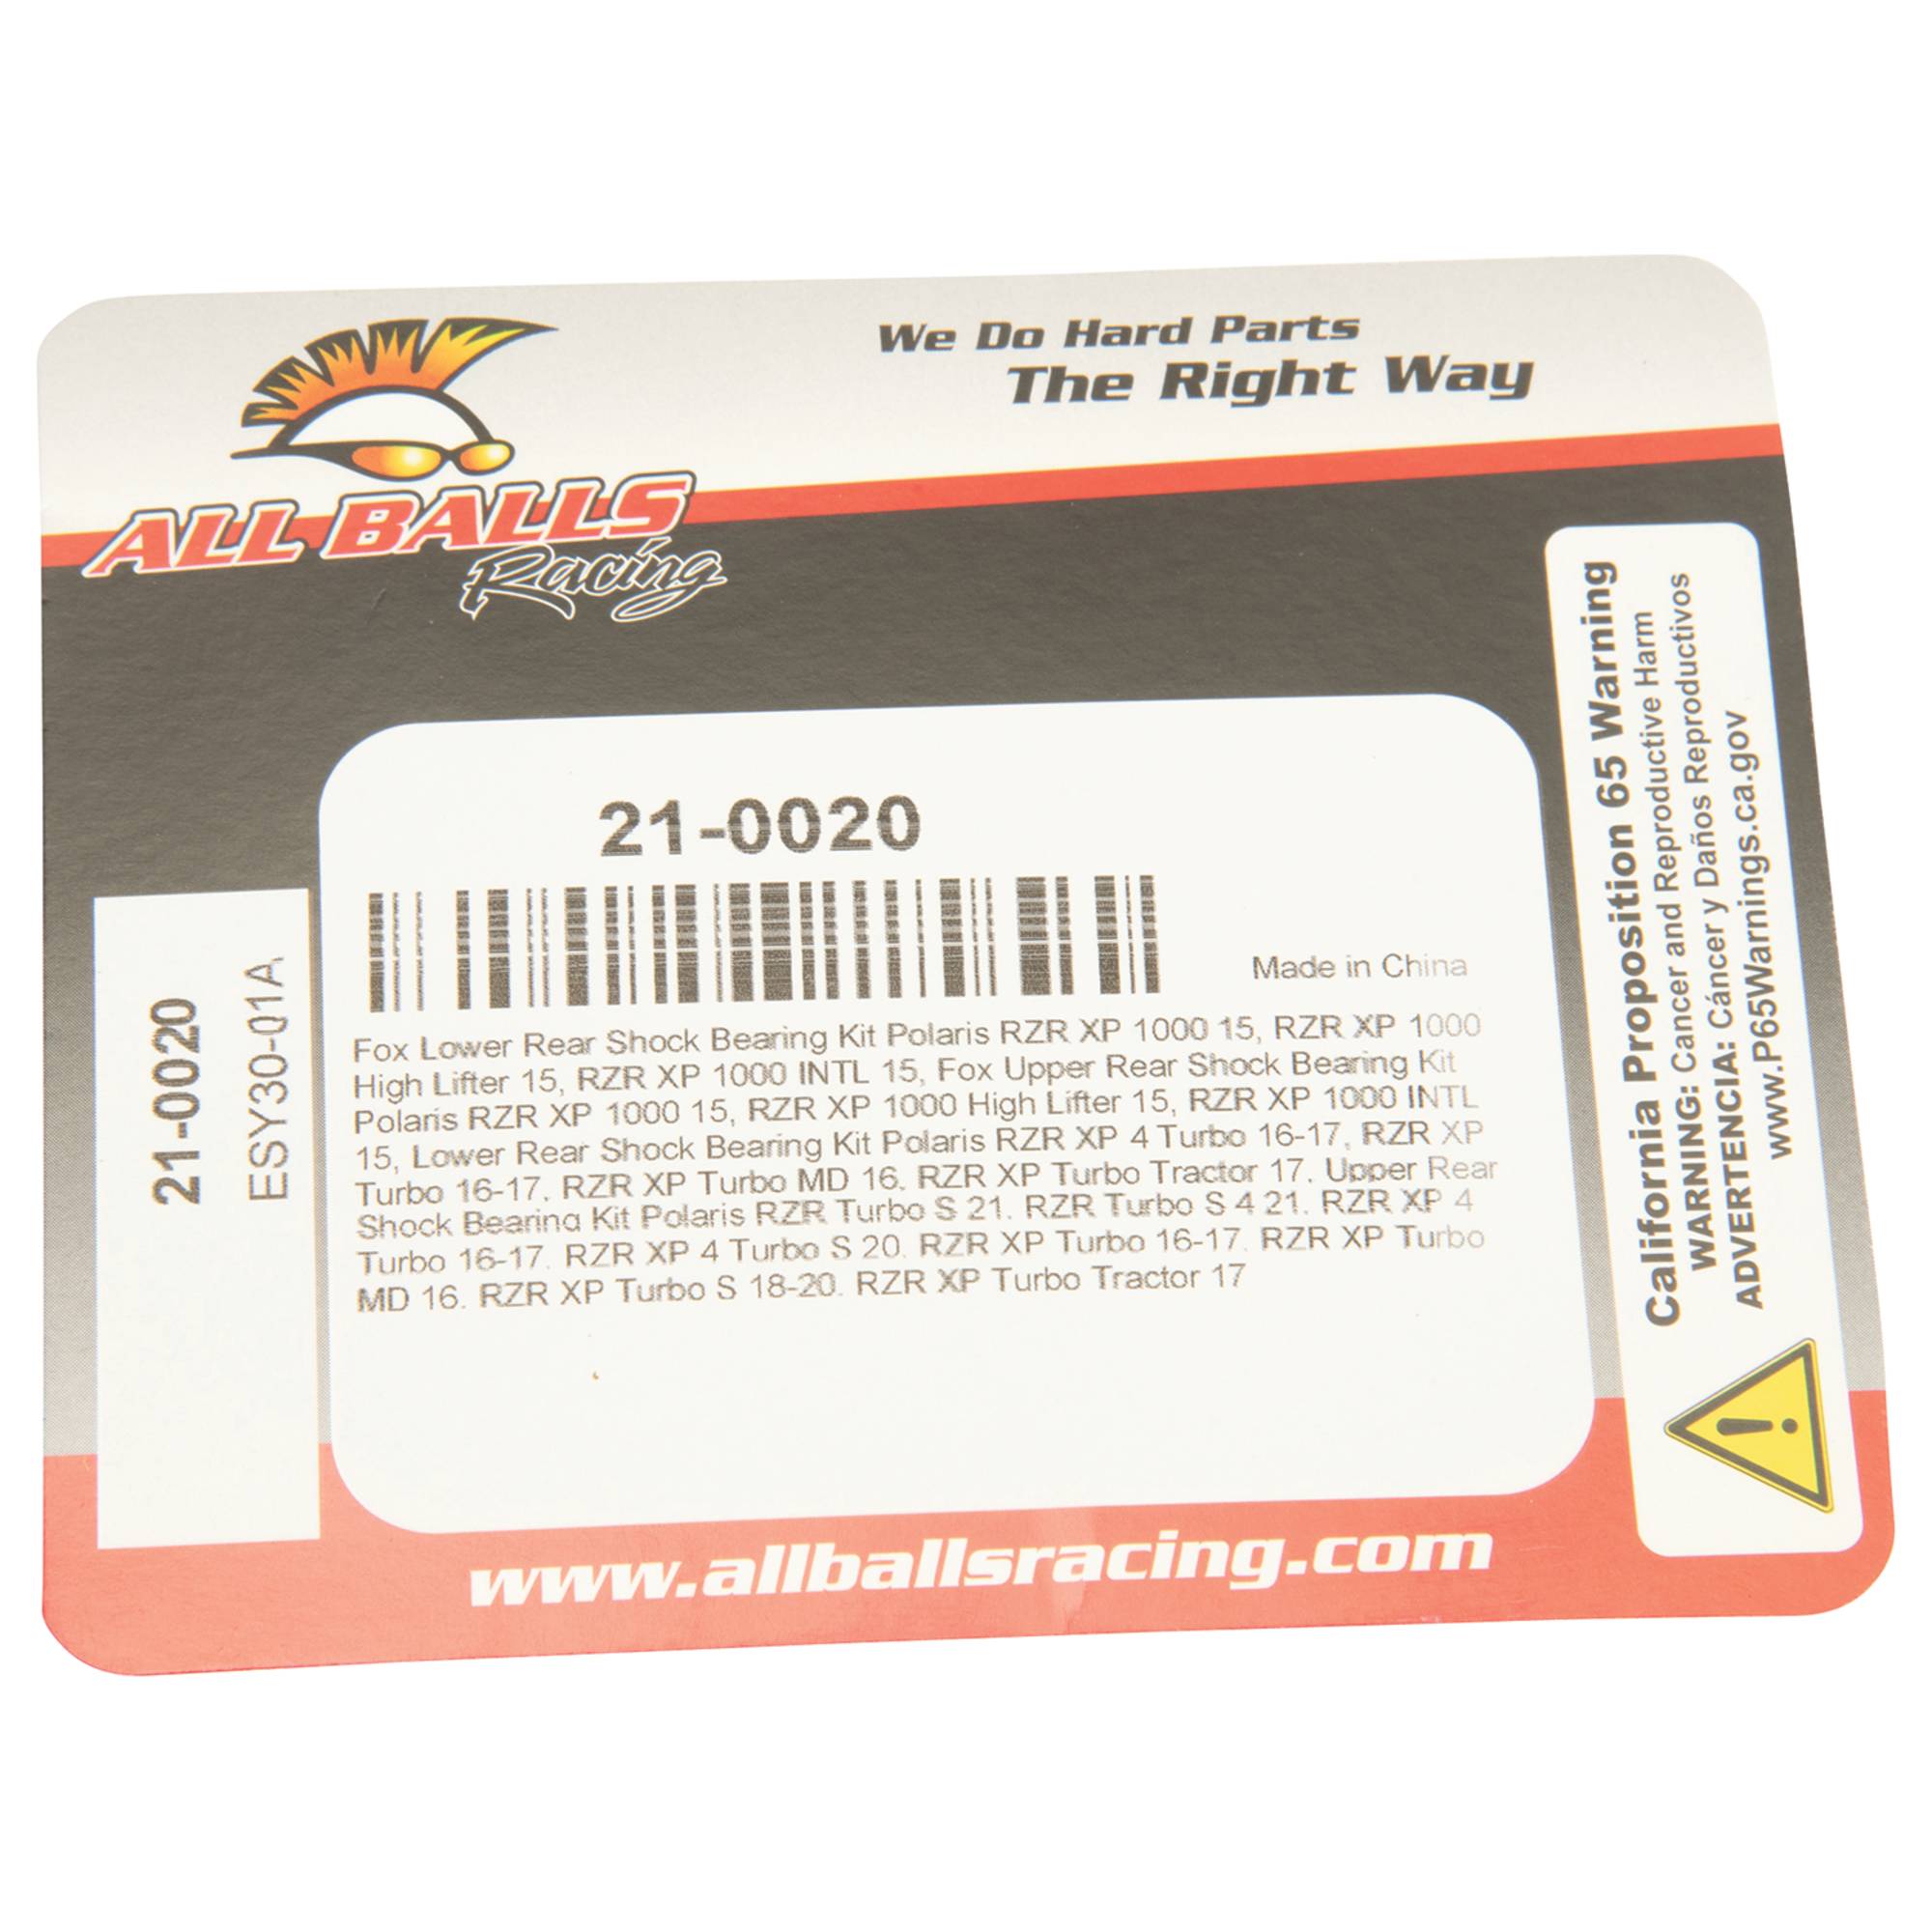 We Do Hard Parts
The Right Way
ALL BALLS
Racing
21-0020
Made in China
Fox Lower Rear Shock Bearing Kit Polaris RZR XP 1000 15, RZR XP 1000
High Lifter 15, RZR XP 1000 INTL 15, Fox Upper Rear Shock Bearing Kit
Polaris RZR XP 1000 15, RZR XP 1000 High Lifter 15, RZR XP 1000 INTL
15, Lower Rear Shock Bearing Kit Polaris RZR XP 4 Turbo 16-17, RZR XP
Turbo 16-17, RZR XP Turbo MD 16, RZR XP Turbo Tractor 17, Upper Rear
Shock Bearing Kit Polaris RZR Turbo S 21, RZR Turbo S 4 21, RZR XP 4
Turbo 16-17, RZR XP 4 Turbo S 20, RZR XP Turbo 16-17, RZR XP Turbo
MD 16, RZR XP Turbo S 18-20, RZR XP Turbo Tractor 17
21-0020
ESY30-01A
California Proposition 65 Warning
WARNING: Cancer and Reproductive Harm
ADVERTENCIA: Cáncer y Daños Reproductivos
www.P65Warnings.ca.gov
www.allballsracing.com